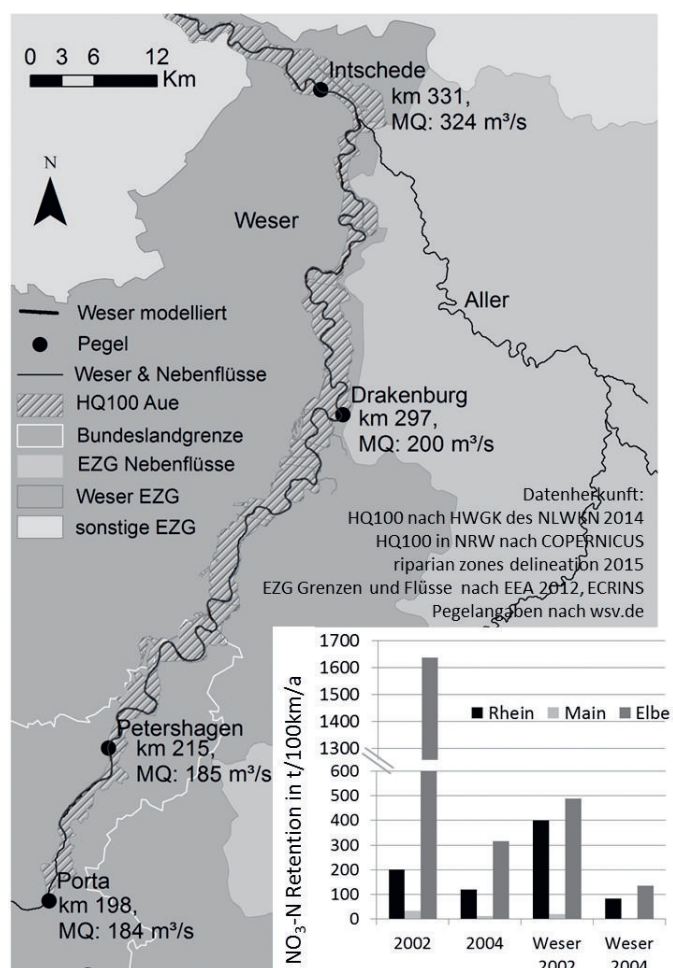 0 3 6 12
Km
Intschede
km 331,
MQ: 324 m³/s
N
Weser
Aller
Weser modelliert
Pegel
Weser & Nebenflüsse
HQ100 Aue
Bundeslandgrenze
EZG Nebenflüsse
Weser EZG
sonstige EZG
Drakenburg
km 297,
MQ: 200 m³/s
Datenherkunft:
HQ100 nach HWGK des NLWKN 2014
HQ100 in NRW nach COPERNICUS
riparian zones delineation 2015
EZG Grenzen und Flüsse nach EEA 2012, ECRINS
Pegelangaben nach wsv.de
Petershagen
km 215,
MQ: 185 m³/s
Porta
km 198,
MQ: 184 m³/s
NO₃-N Retention in t/100km/a
1700
1600
1500
1400
1300
600
500
400
300
200
100
0
Rhein Main Elbe
2002 2004 Weser Weser
2002 2004